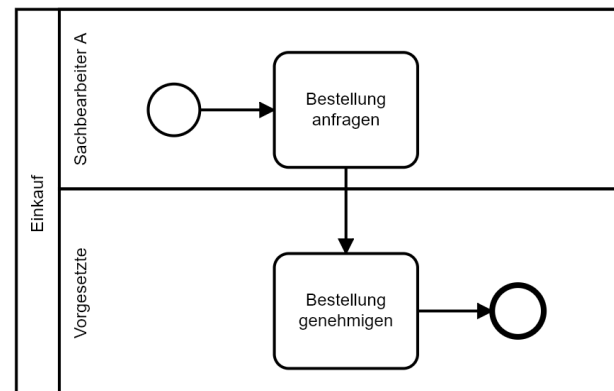 Einkauf
Sachbearbeiter A
Bestellung
anfragen
Vorgesetzte
Bestellung
genehmigen